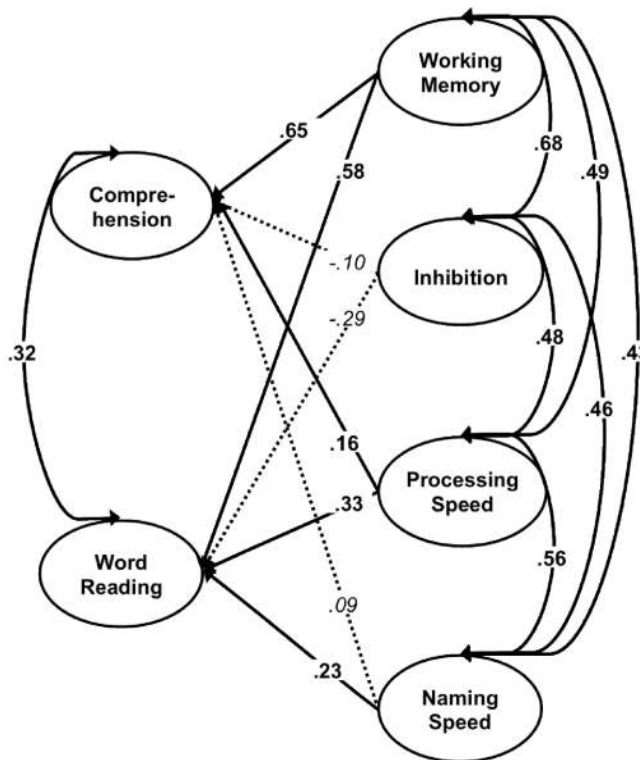 Working
Memory
.65
.68
.58
.49
Compre-
hension
-.10
Inhibition
-.29
.48
.32
.46
.16
Processing
Speed
.33
.56
Word
Reading
.09
.23
Naming
Speed